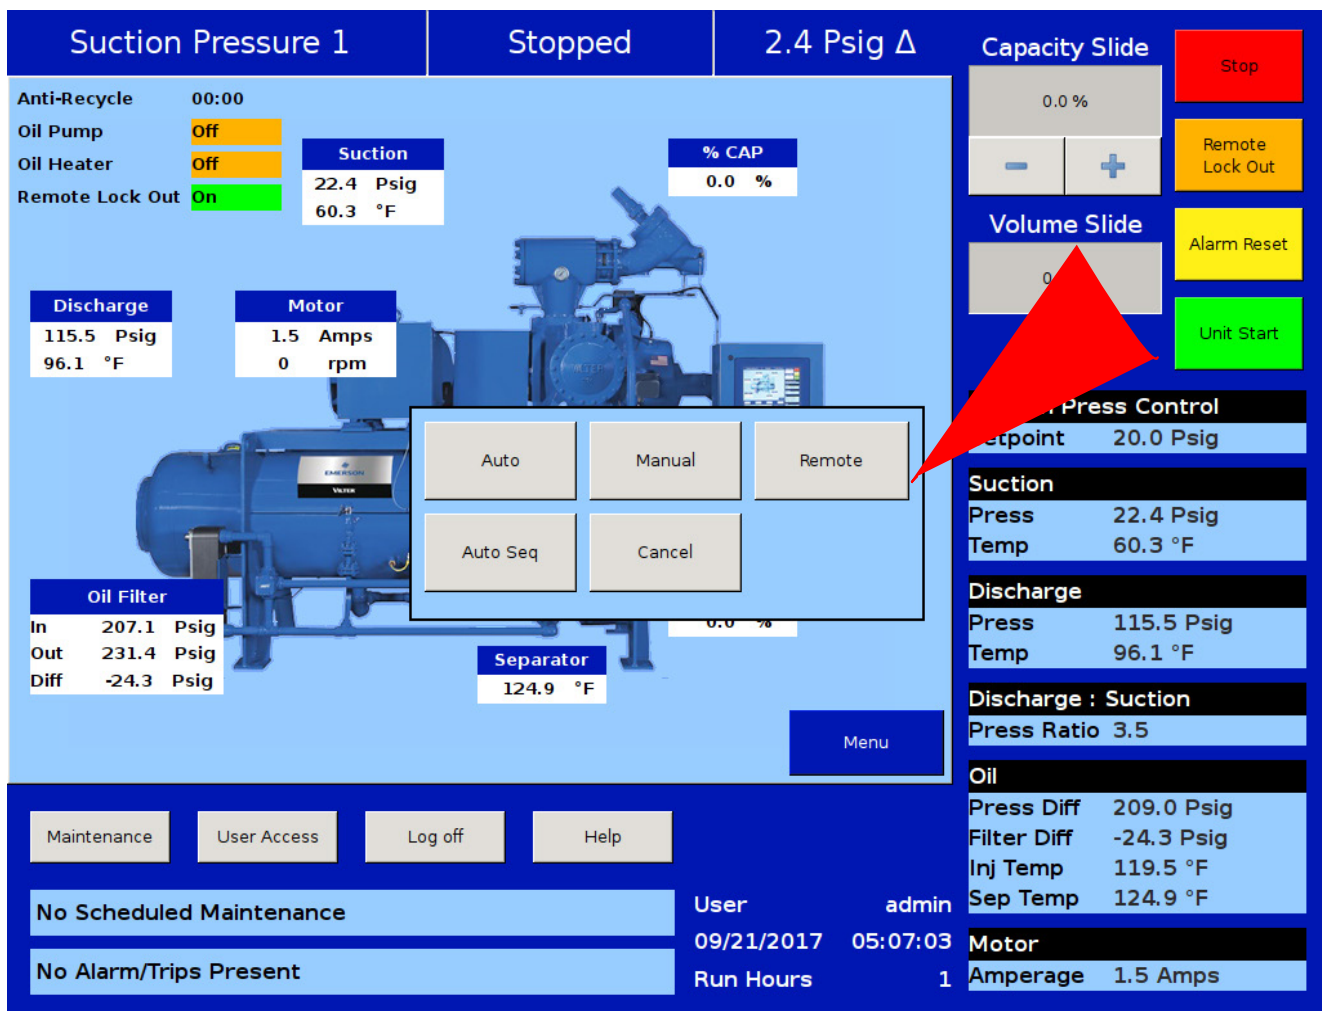 Suction Pressure 1
Stopped
2.4 Psig Δ
Anti-Recycle 00:00
Oil Pump Off
Oil Heater Off
Remote Lock Out On
Suction
22.4 Psig
60.3 °F
% CAP
0.0 %
Discharge
115.5 Psig
96.1 °F
Motor
1.5 Amps
0 rpm
EMERSON
VILTER
Auto
Manual
Remote
Auto Seq
Cancel
Oil Filter
In 207.1 Psig
Out 231.4 Psig
Diff -24.3 Psig
0.0 %
Separator
124.9 °F
Menu
Maintenance
User Access
Log off
Help
No Scheduled Maintenance
No Alarm/Trips Present
User admin
09/21/2017 05:07:03
Run Hours 1
Capacity Slide
0.0 %
Volume Slide
0
Stop
Remote
Lock Out
Alarm Reset
Unit Start
Press Control
20.0 Psig
Suction
Press 22.4 Psig
Temp 60.3 °F
Discharge
Press 115.5 Psig
Temp 96.1 °F
Discharge : Suction
Press Ratio 3.5
Oil
Press Diff 209.0 Psig
Filter Diff -24.3 Psig
Inj Temp 119.5 °F
Sep Temp 124.9 °F
Motor
Amperage 1.5 Amps